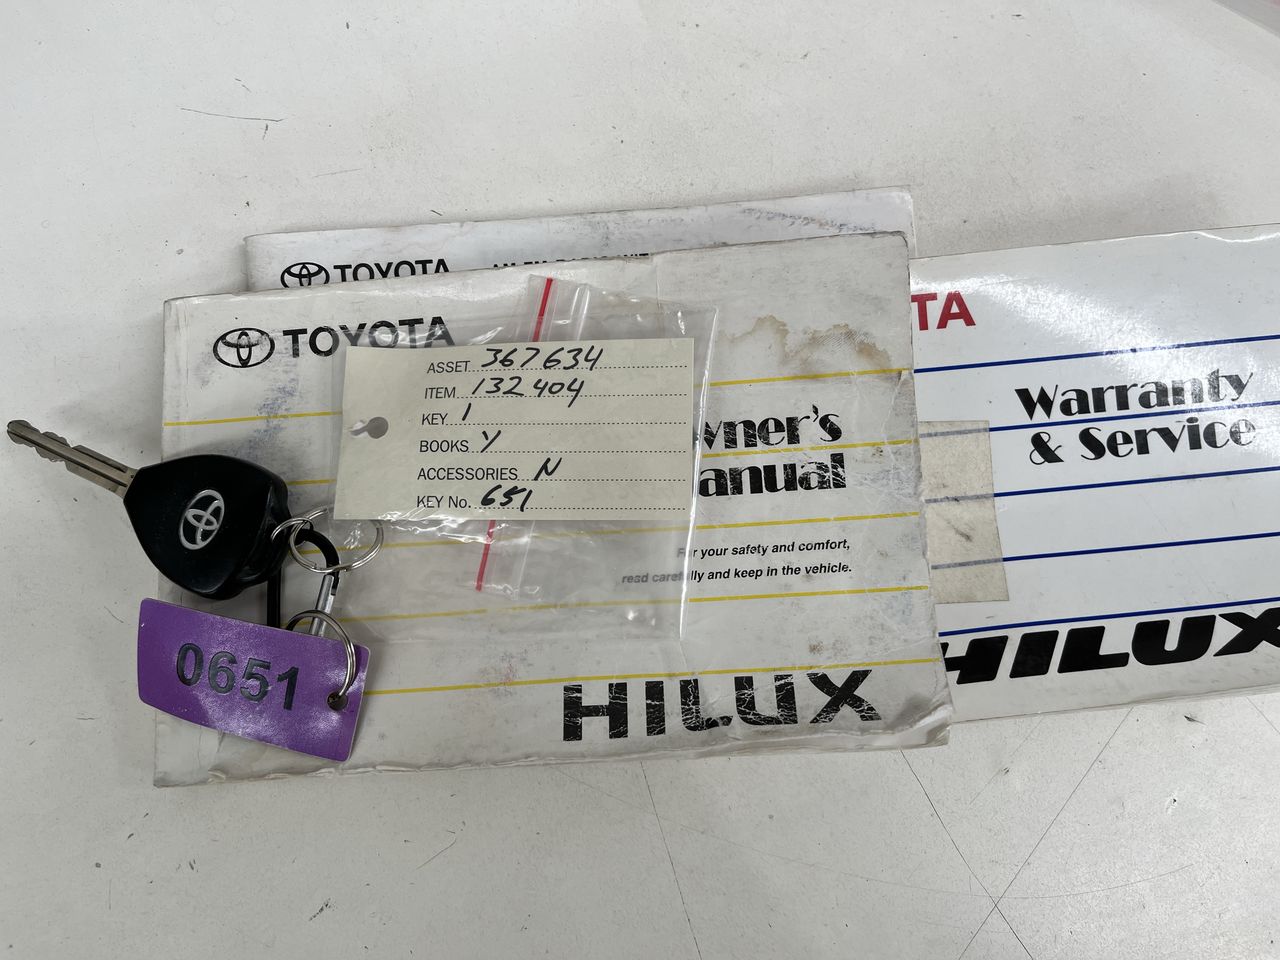 TOYOTA
TOYOTA
TA
ASSET 367634
ITEM 132404
KEY 1
BOOKS Y
ACCESSORIES N
KEY No. 651
wner's
anual
For your safety and comfort,
read carefully and keep in the vehicle.
HILUX
Warranty
& Service
HILUX
0651